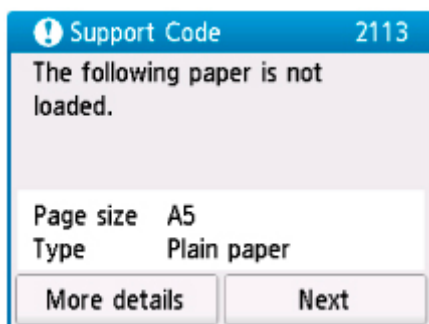 Support Code 2113
The following paper is not
loaded.
Page size A5
Type Plain paper
More details Next